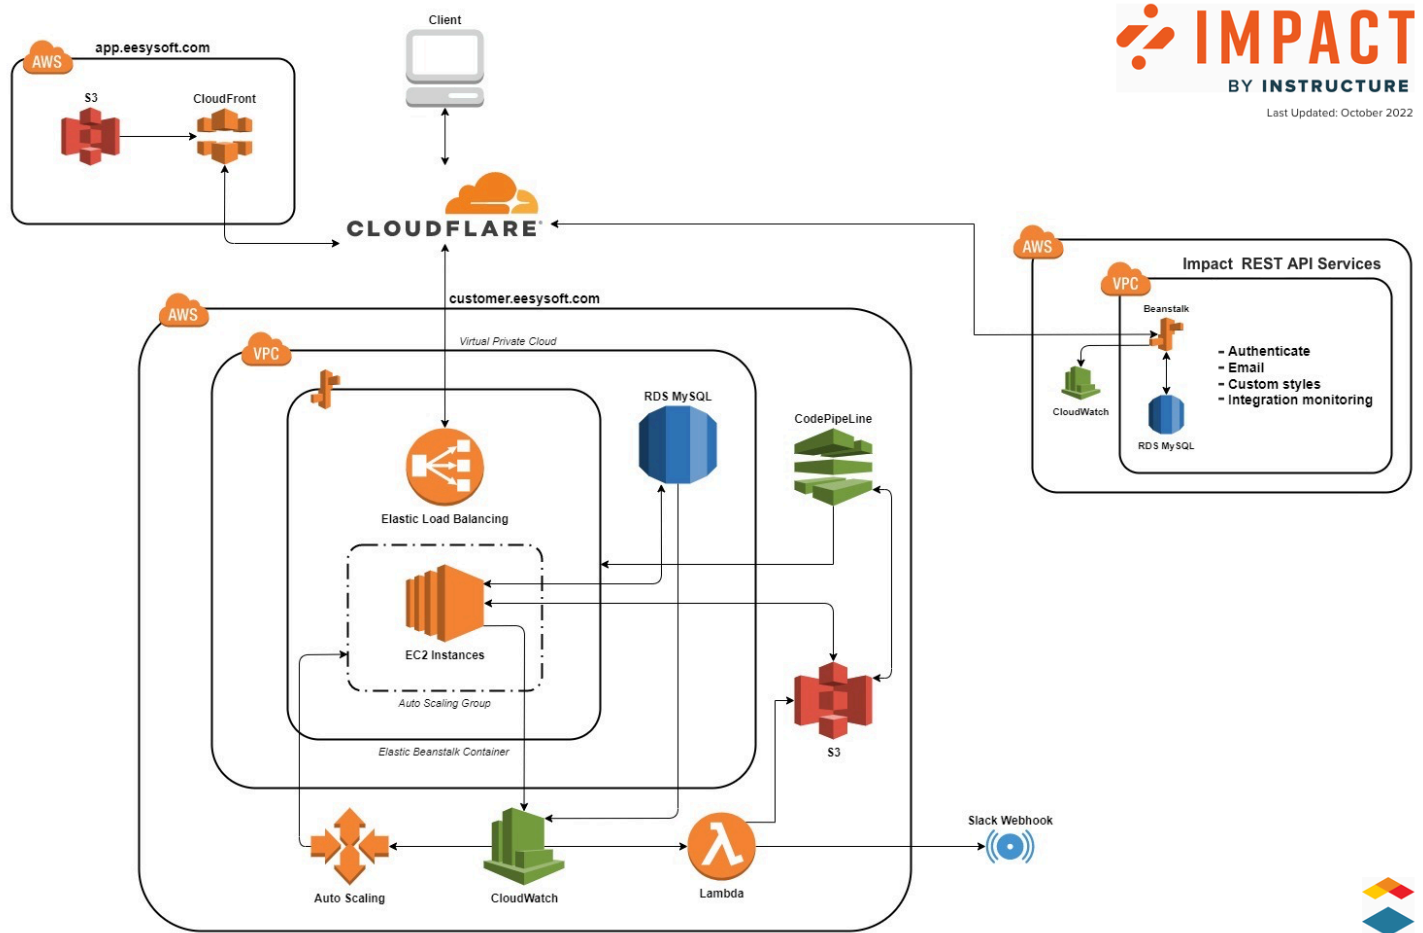 Client
IMPACT
BY INSTRUCTURE
Last Updated: October 2022
AWS
app.eesysoft.com
S3
CloudFront
CLOUDFLARE
AWS
Impact REST API Services
VPC
Beanstalk
- Authenticate
- Email
- Custom styles
- Integration monitoring
CloudWatch
RDS MySQL
AWS
customer.eesysoft.com
Virtual Private Cloud
VPC
RDS MySQL
CodePipeLine
Elastic Load Balancing
EC2 Instances
Auto Scaling Group
Elastic Beanstalk Container
S3
Slack Webhook
Auto Scaling
CloudWatch
Lambda